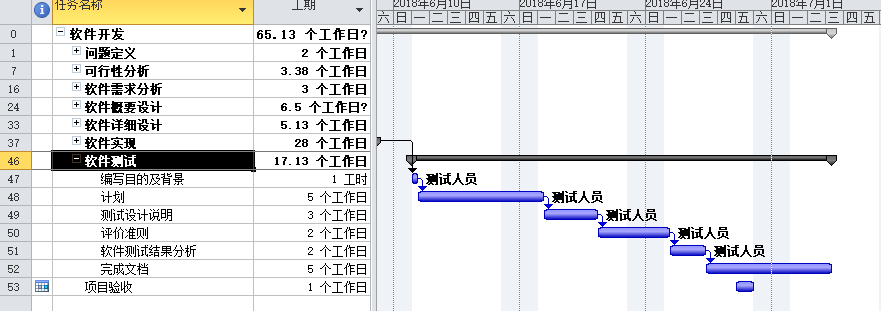 任务名称 工期 2018年6月10日 2018年6月17日 2018年6月24日 2018年7月1日
六 日 一 二 三 四 五 六 日 一 二 三 四 五 六 日 一 二 三 四 五 六 日 一 二 三 四 五
0 软件开发 65.13 个工作日?
1 问题定义 2 个工作日
7 可行性分析 3.38 个工作日
16 软件需求分析 3 个工作日
24 软件概要设计 6.5 个工作日?
33 软件详细设计 5.13 个工作日
37 软件实现 28 个工作日
46 软件测试 17.13 个工作日
47 编写目的及背景 1 工时 测试人员
48 计划 5 个工作日 测试人员
49 测试设计说明 3 个工作日 测试人员
50 评价准则 2 个工作日 测试人员
51 软件测试结果分析 2 个工作日 测试人员
52 完成文档 5 个工作日
53 项目验收 1 个工作日